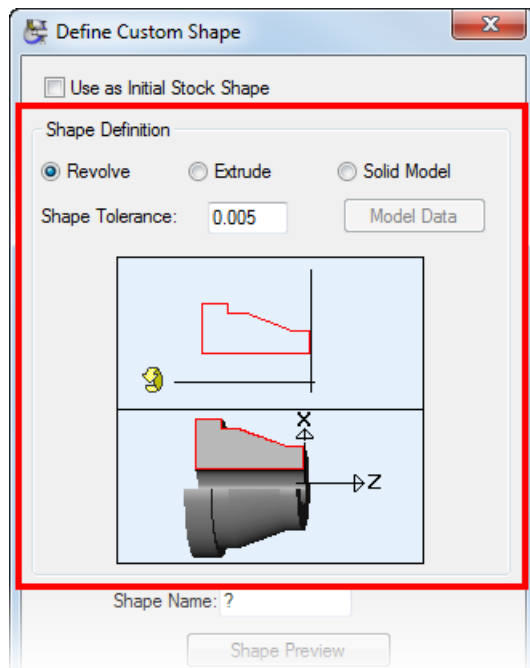 Define Custom Shape
Use as Initial Stock Shape
Shape Definition
Revolve Extrude Solid Model
Shape Tolerance: 0.005 Model Data
X
Z
Shape Name: ?
Shape Preview